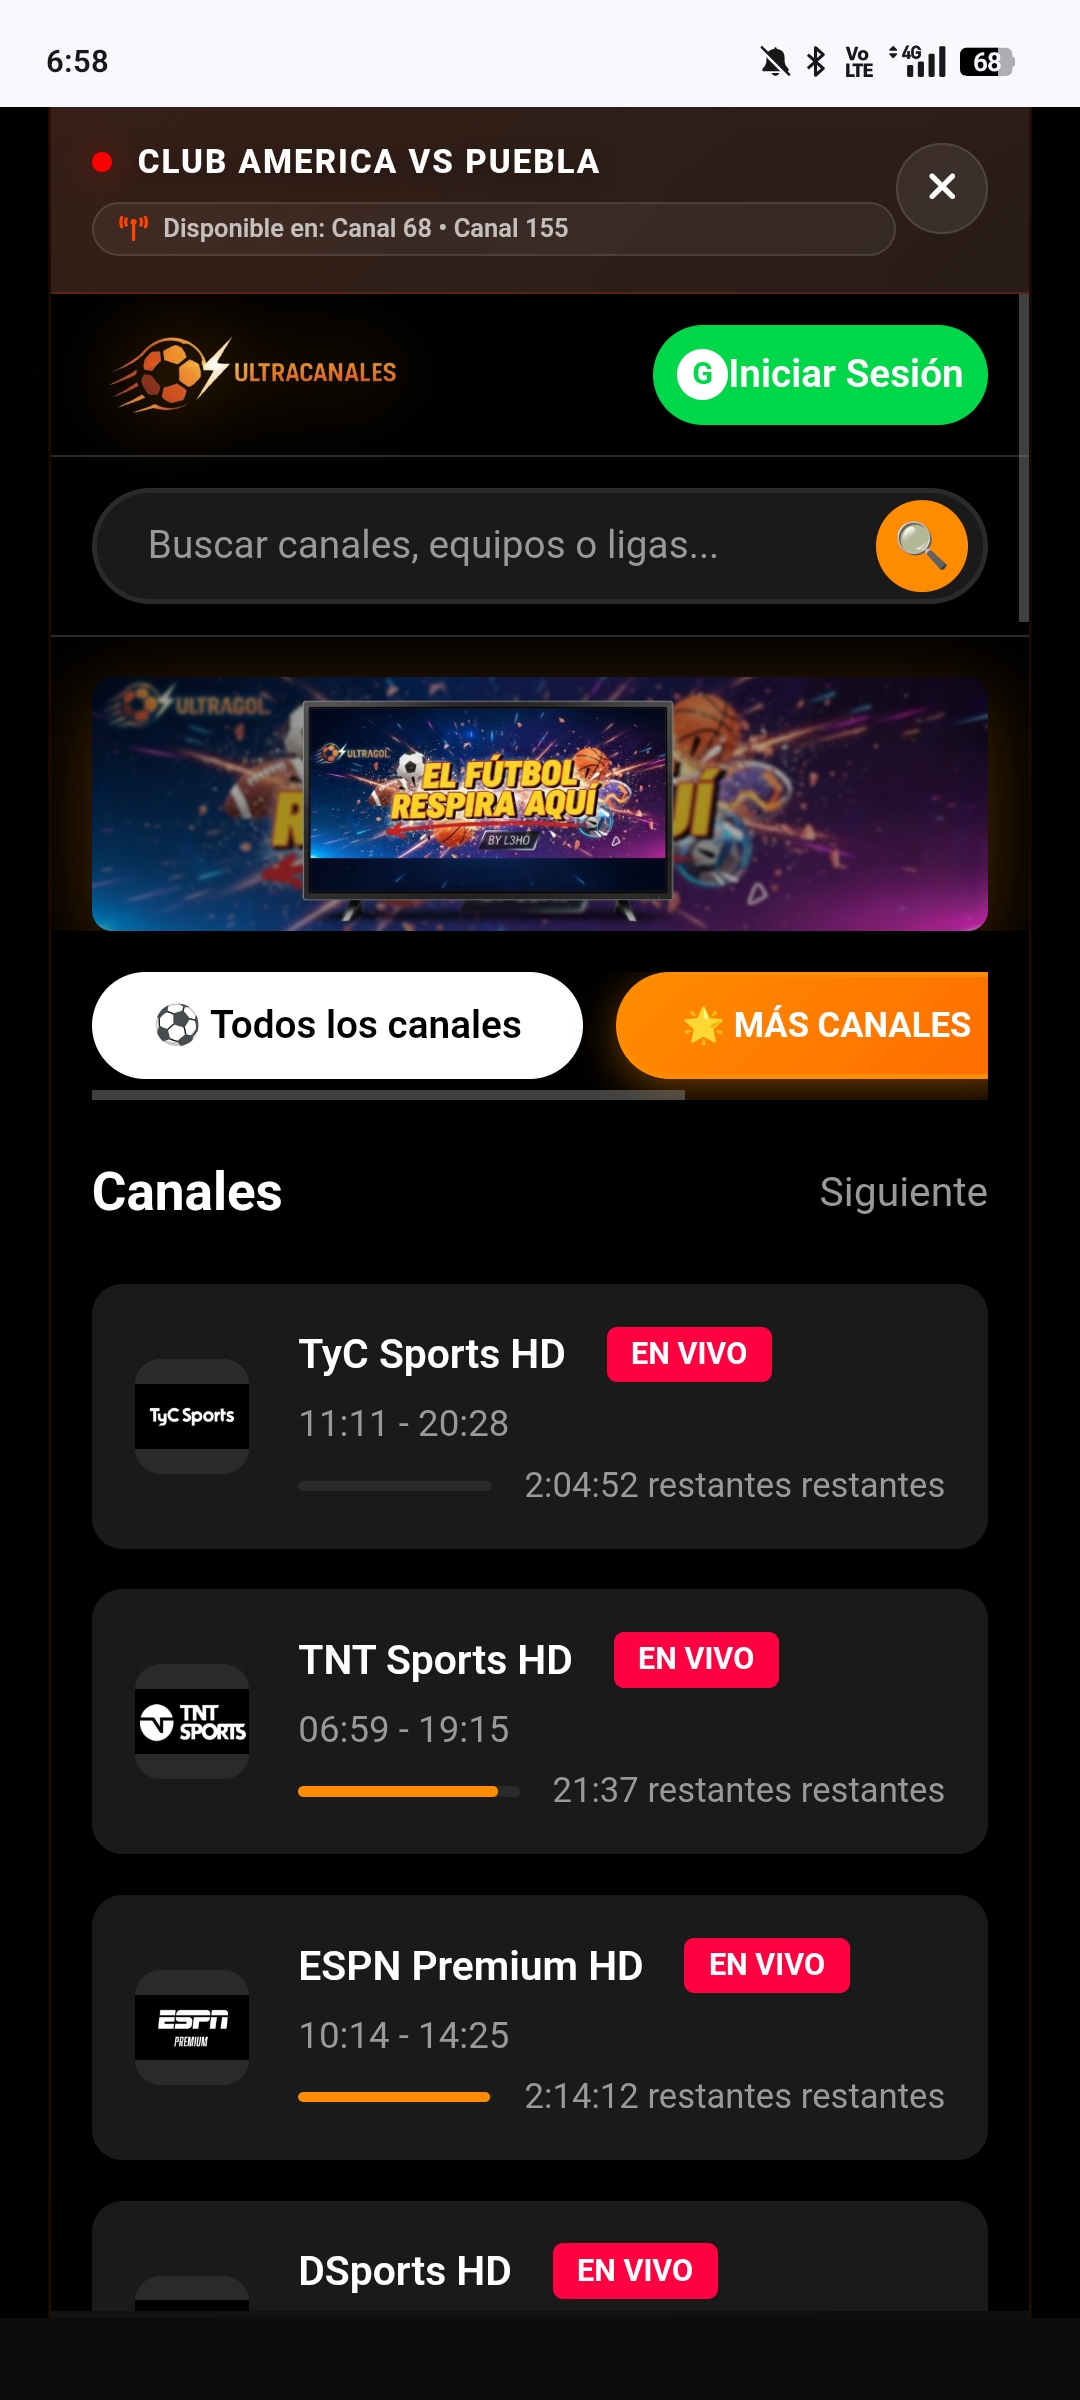 6:58
Vo LTE 4G 68
CLUB AMERICA VS PUEBLA
Disponible en: Canal 68 • Canal 155
ULTRACANALES
G Iniciar Sesión
Buscar canales, equipos o ligas...
ULTRAGOL
ULTRAGOL
EL FÚTBOL
RESPIRA AQUÍ
BY L3HO
⚽ Todos los canales
🌟 MÁS CANALES
Canales
Siguiente
TyC Sports HD EN VIVO
TyC Sports
11:11 - 20:28
2:04:52 restantes restantes
TNT Sports HD EN VIVO
TNT
SPORTS
06:59 - 19:15
21:37 restantes restantes
ESPN Premium HD EN VIVO
ESPN
PREMIUM
10:14 - 14:25
2:14:12 restantes restantes
DSports HD EN VIVO